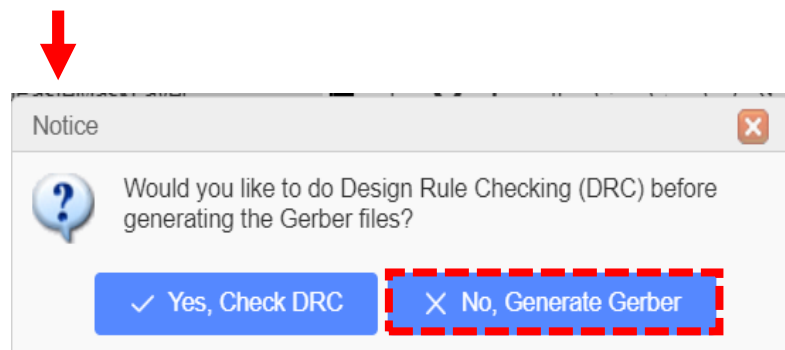 Notice
Would you like to do Design Rule Checking (DRC) before
generating the Gerber files?
Yes, Check DRC
No, Generate Gerber